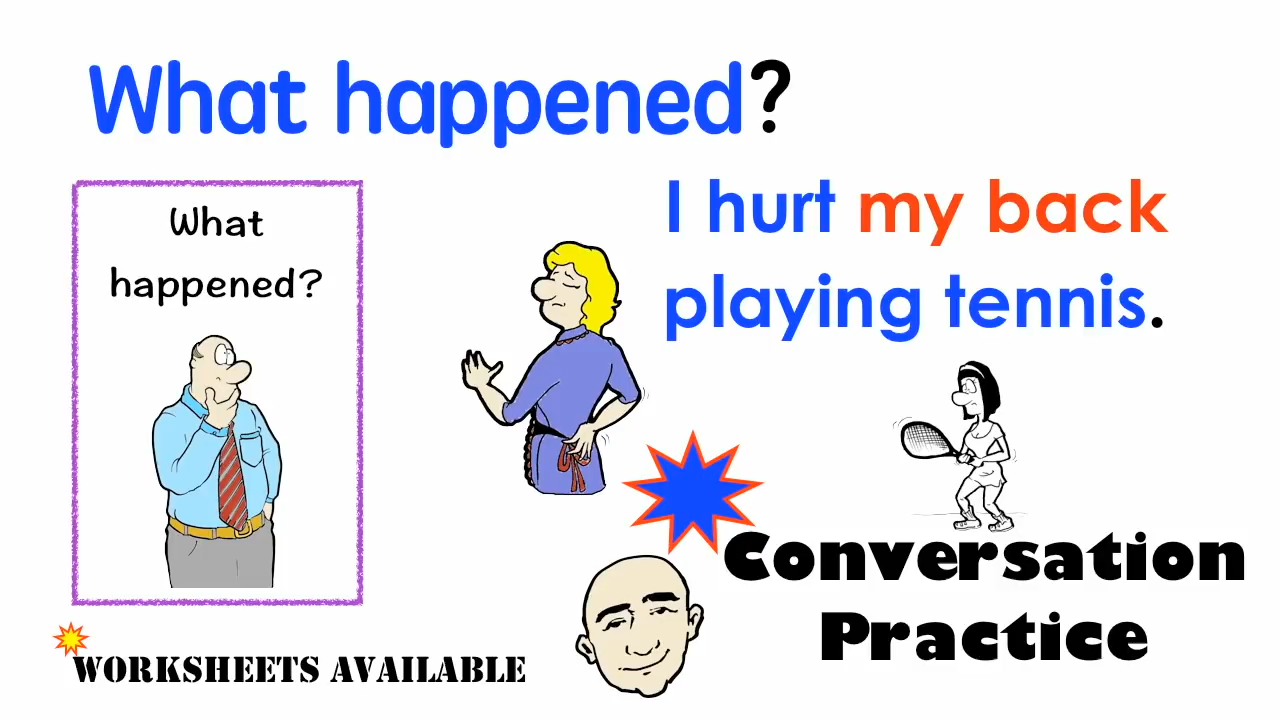 What happened?
What
happened?
I hurt my back
playing tennis.
Conversation
Practice
WORKSHEETS AVAILABLE